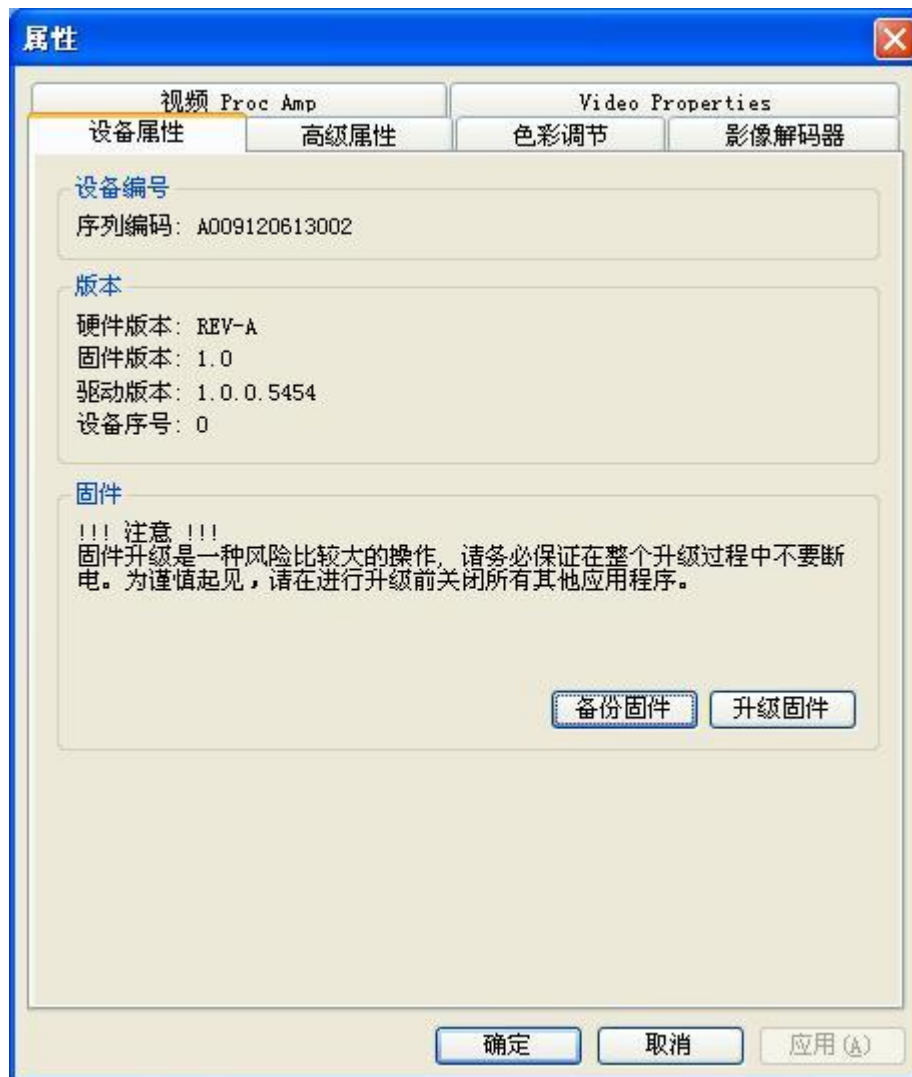 属性
视频 Proc Amp
Video Properties
设备属性
高级属性
色彩调节
影像解码器
设备编号
序列编码: A009120613002
版本
硬件版本: REV-A
固件版本: 1.0
驱动版本: 1.0.0.5454
设备序号: 0
固件
!!! 注意 !!!
固件升级是一种风险比较大的操作, 请务必保证在整个升级过程中不要断
电。为谨慎起见，请在进行升级前关闭所有其他应用程序。
备份固件
升级固件
确定
取消
应用(A)